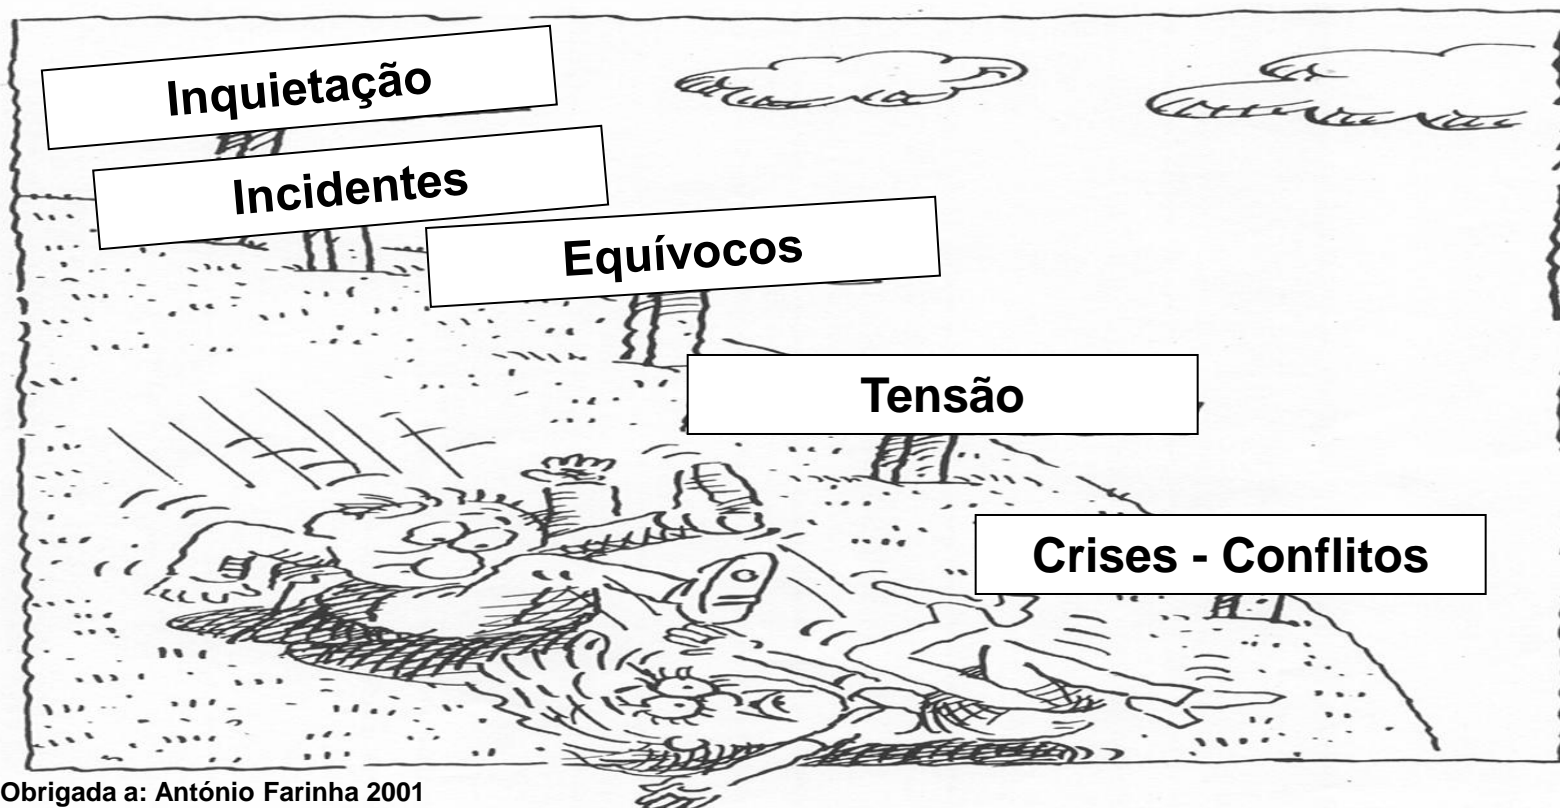 Inquietação
Incidentes
Equívocos
Tensão
Crises - Conflitos
Obrigada a: António Farinha 2001